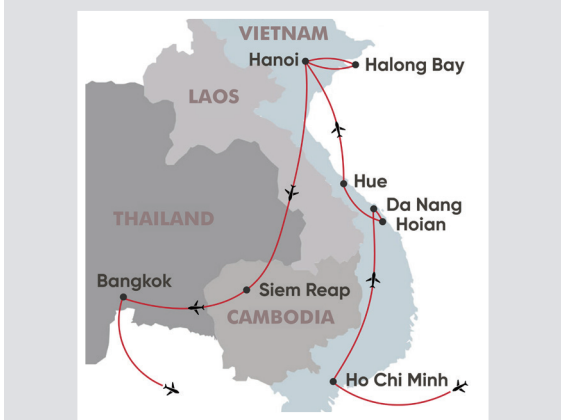 VIETNAM
Hanoi
Halong Bay
LAOS
Hue
Da Nang
Hoian
THAILAND
Bangkok
Siem Reap
CAMBODIA
Ho Chi Minh